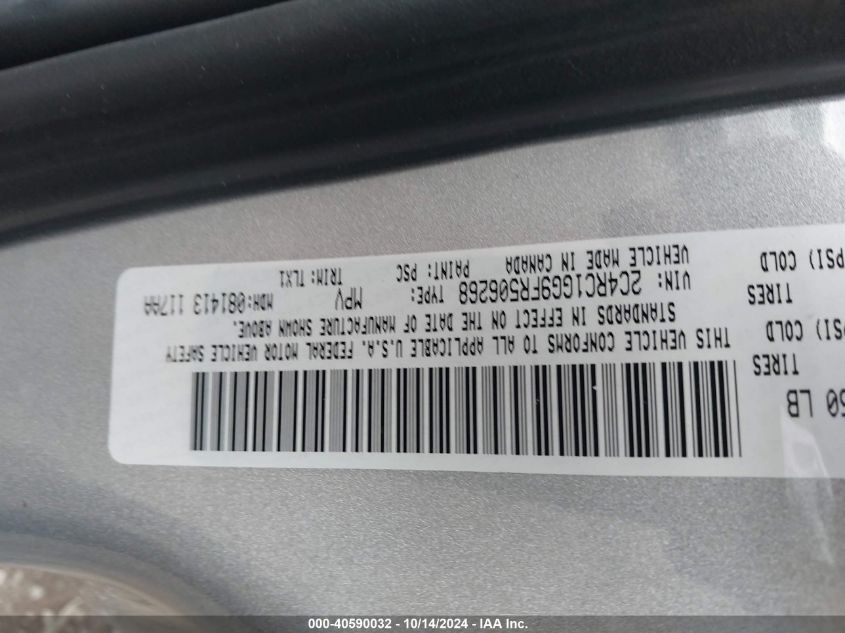 50 LB
TIRES
PSI) COLD
TIRES
PSI) COLD
THIS VEHICLE CONFORMS TO ALL APPLICABLE U.S.A. FEDERAL MOTOR VEHICLE SAFETY
STANDARDS IN EFFECT ON THE DATE OF MANUFACTURE SHOWN ABOVE.
VIN: 2C4RC1GG9FR506268 TYPE: MPV MDH: 081413 117AA
VEHICLE MADE IN CANADA PAINT: PSC TRIM: TLX1
000-40590032 - 10/14/2024 - IAA Inc.